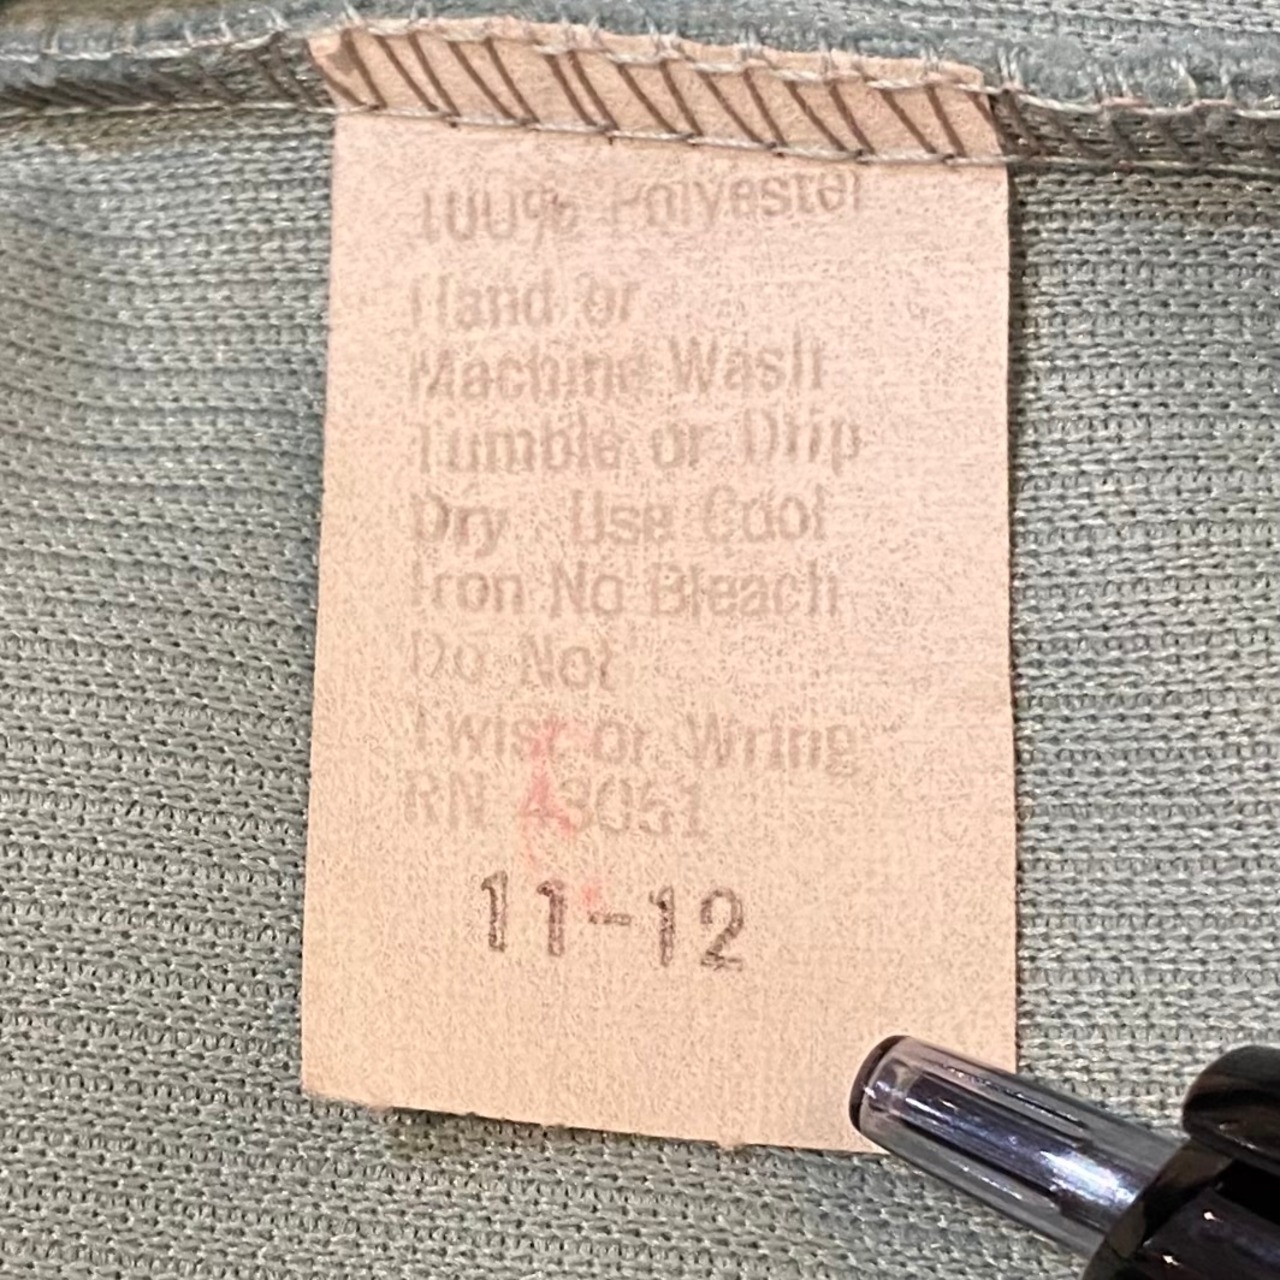 100% Polyester
Hand or
Machine Wash
Tumble or Drip
Dry Use Cool
Iron No Bleach
Do Not
Twist or Wring
RN 43051
11-12